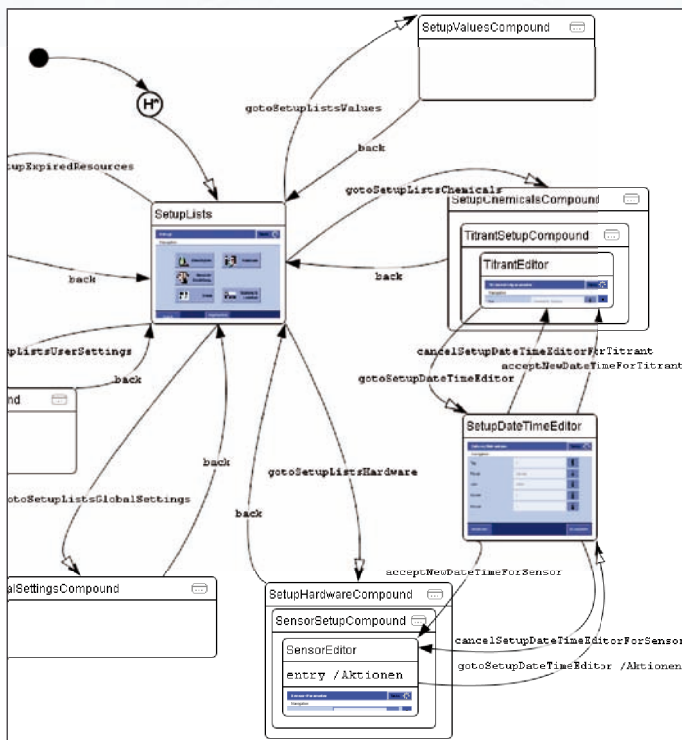 SetupValuesCompound
H*
gotoSetupListsValues
back
tupExpiredResources
gotoSetupListsChemicals
SetupChemicalsCompound
SetupLists
TitrantSetupCompound
TitrantEditor
back
back
upListsUserSettings
cancelSetupDateTimeEditorForTitrant
acceptNewDateTimeForTitrant
back
gotoSetupDateTimeEditor
nd
SetupDateTimeEditor
back
gotoSetupListsHardware
otoSetupListsGlobalSettings
back
acceptNewDateTimeForSensor
alSettingsCompound
SetupHardwareCompound
SensorSetupCompound
cancelSetupDateTimeEditorForSensor
SensorEditor
gotoSetupDateTimeEditor /Aktionen
entry /Aktionen